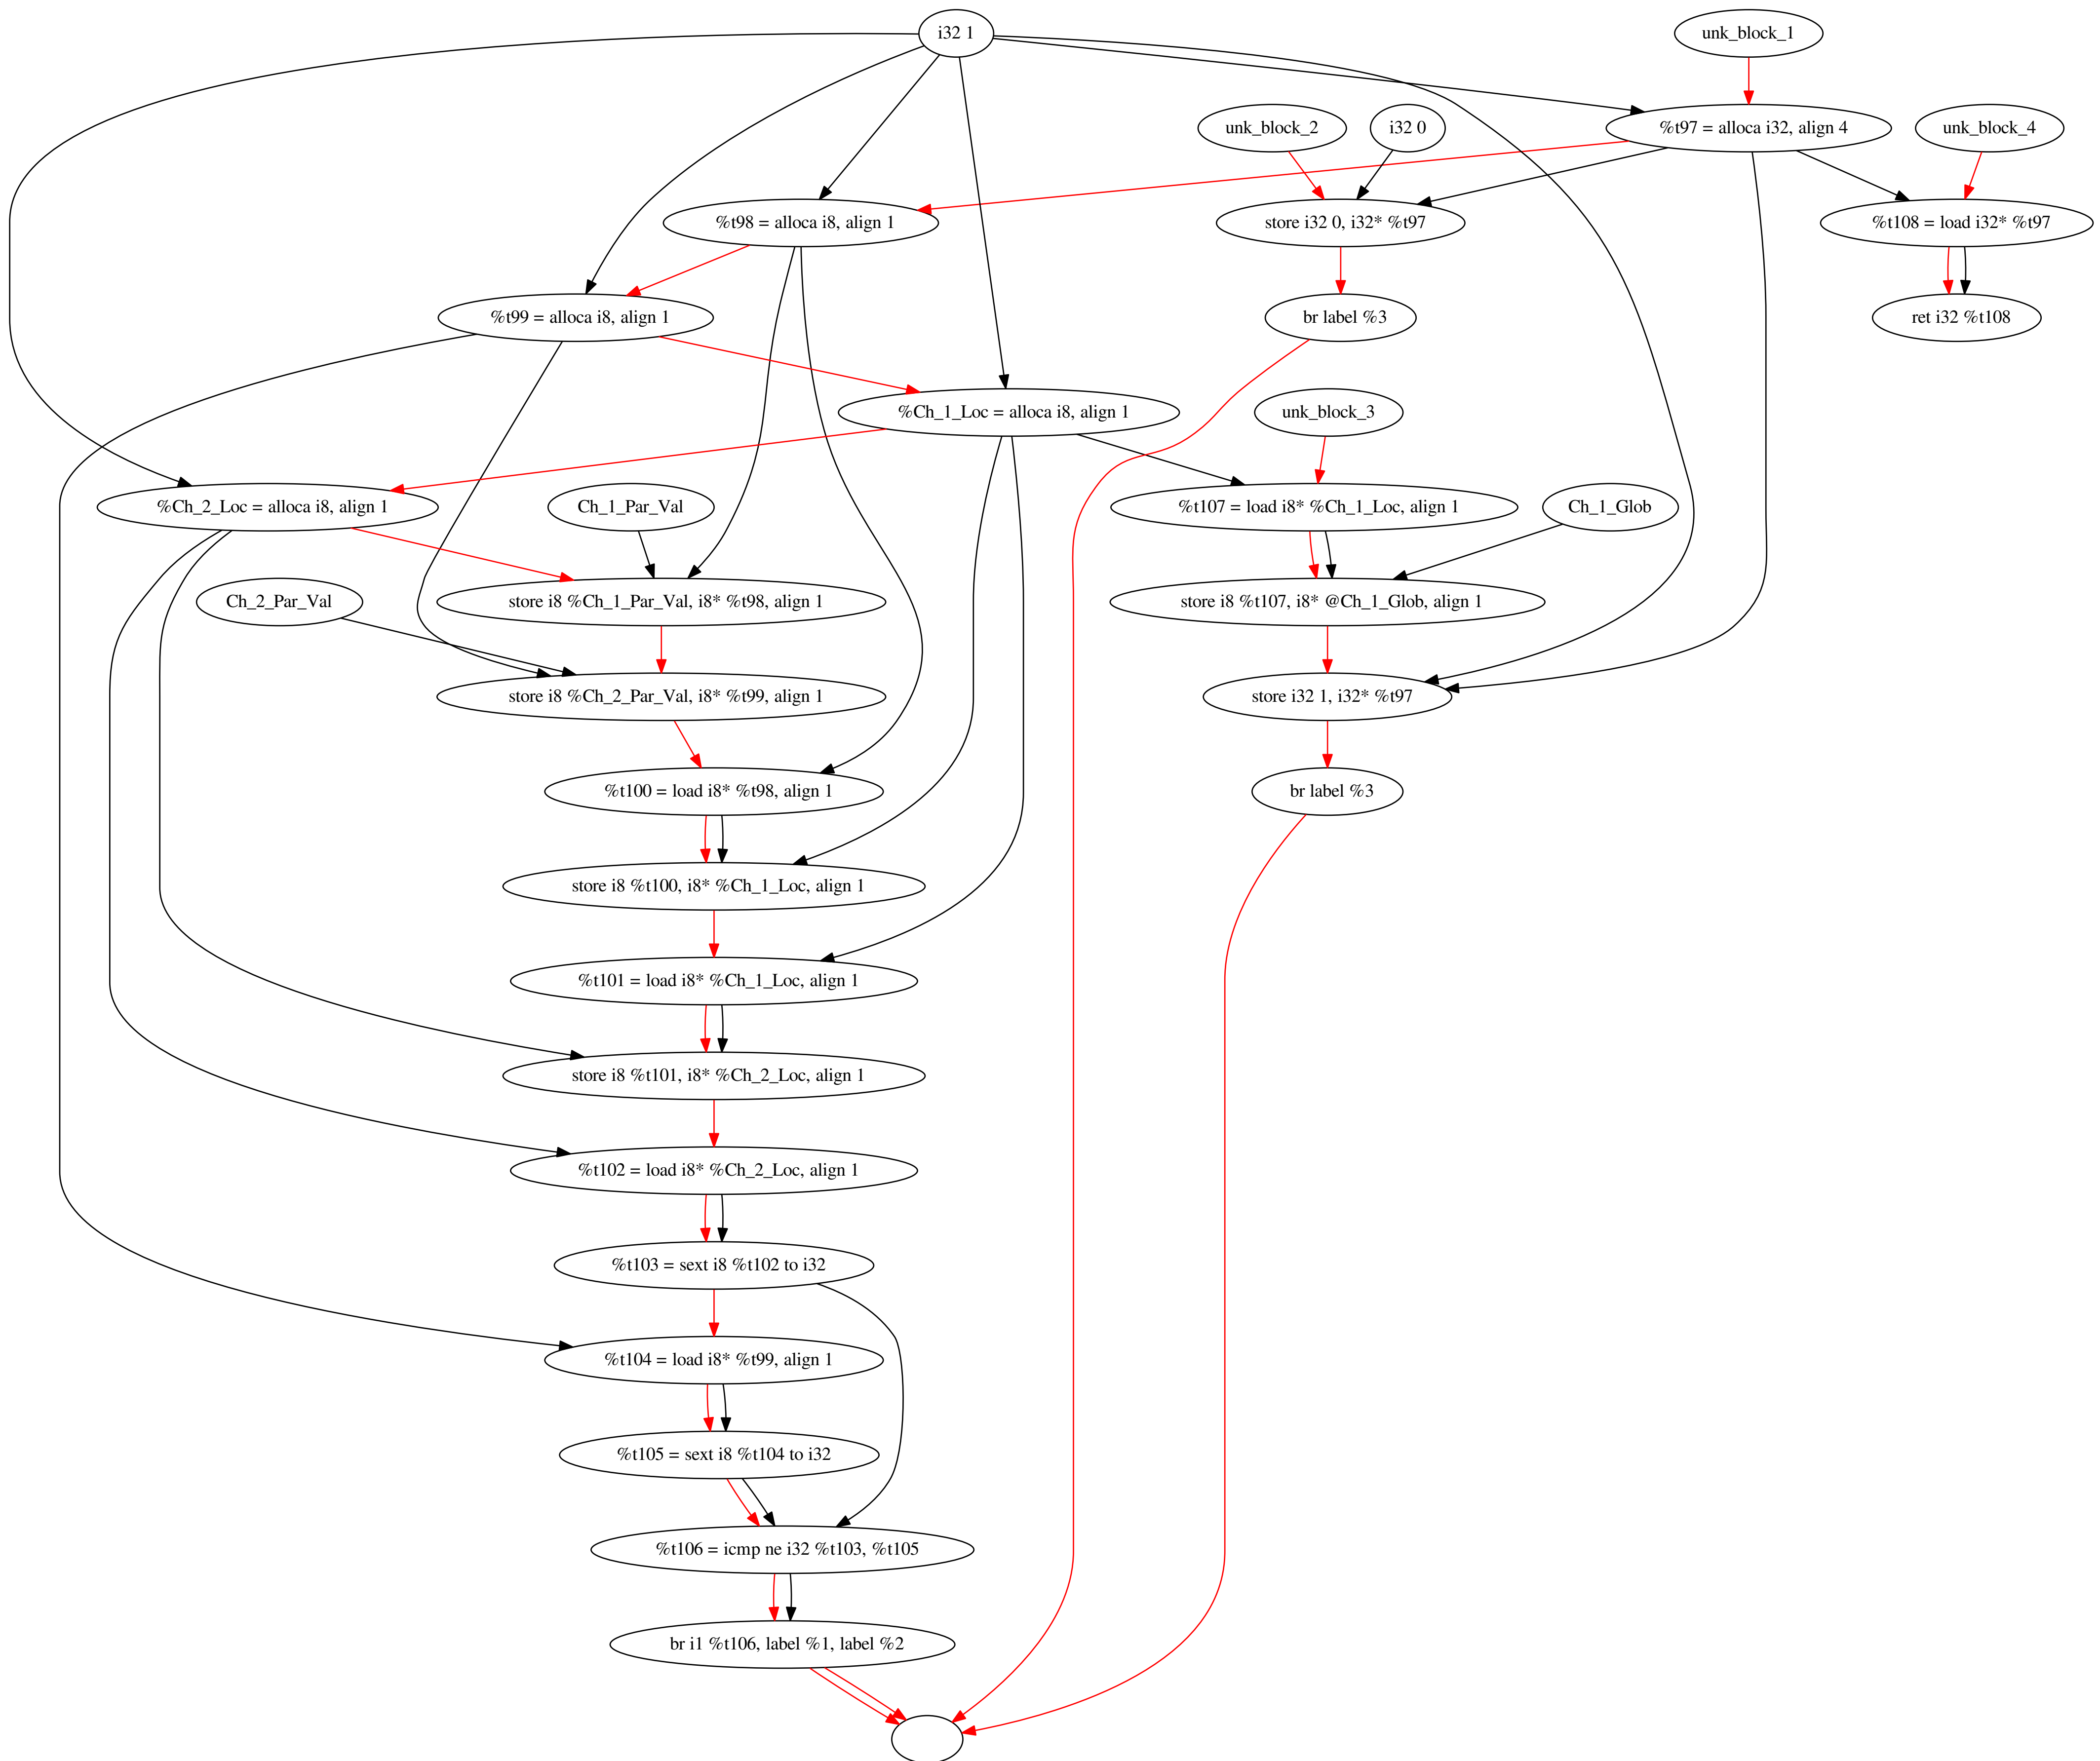 i32 1
unk_block_1
unk_block_2
i32 0
%t97 = alloca i32, align 4
unk_block_4
%t98 = alloca i8, align 1
store i32 0, i32* %t97
%t108 = load i32* %t97
%t99 = alloca i8, align 1
br label %3
ret i32 %t108
%Ch_1_Loc = alloca i8, align 1
unk_block_3
%Ch_2_Loc = alloca i8, align 1
Ch_1_Par_Val
%t107 = load i8* %Ch_1_Loc, align 1
Ch_1_Glob
Ch_2_Par_Val
store i8 %Ch_1_Par_Val, i8* %t98, align 1
store i8 %t107, i8* @Ch_1_Glob, align 1
store i8 %Ch_2_Par_Val, i8* %t99, align 1
store i32 1, i32* %t97
%t100 = load i8* %t98, align 1
br label %3
store i8 %t100, i8* %Ch_1_Loc, align 1
%t101 = load i8* %Ch_1_Loc, align 1
store i8 %t101, i8* %Ch_2_Loc, align 1
%t102 = load i8* %Ch_2_Loc, align 1
%t103 = sext i8 %t102 to i32
%t104 = load i8* %t99, align 1
%t105 = sext i8 %t104 to i32
%t106 = icmp ne i32 %t103, %t105
br i1 %t106, label %1, label %2